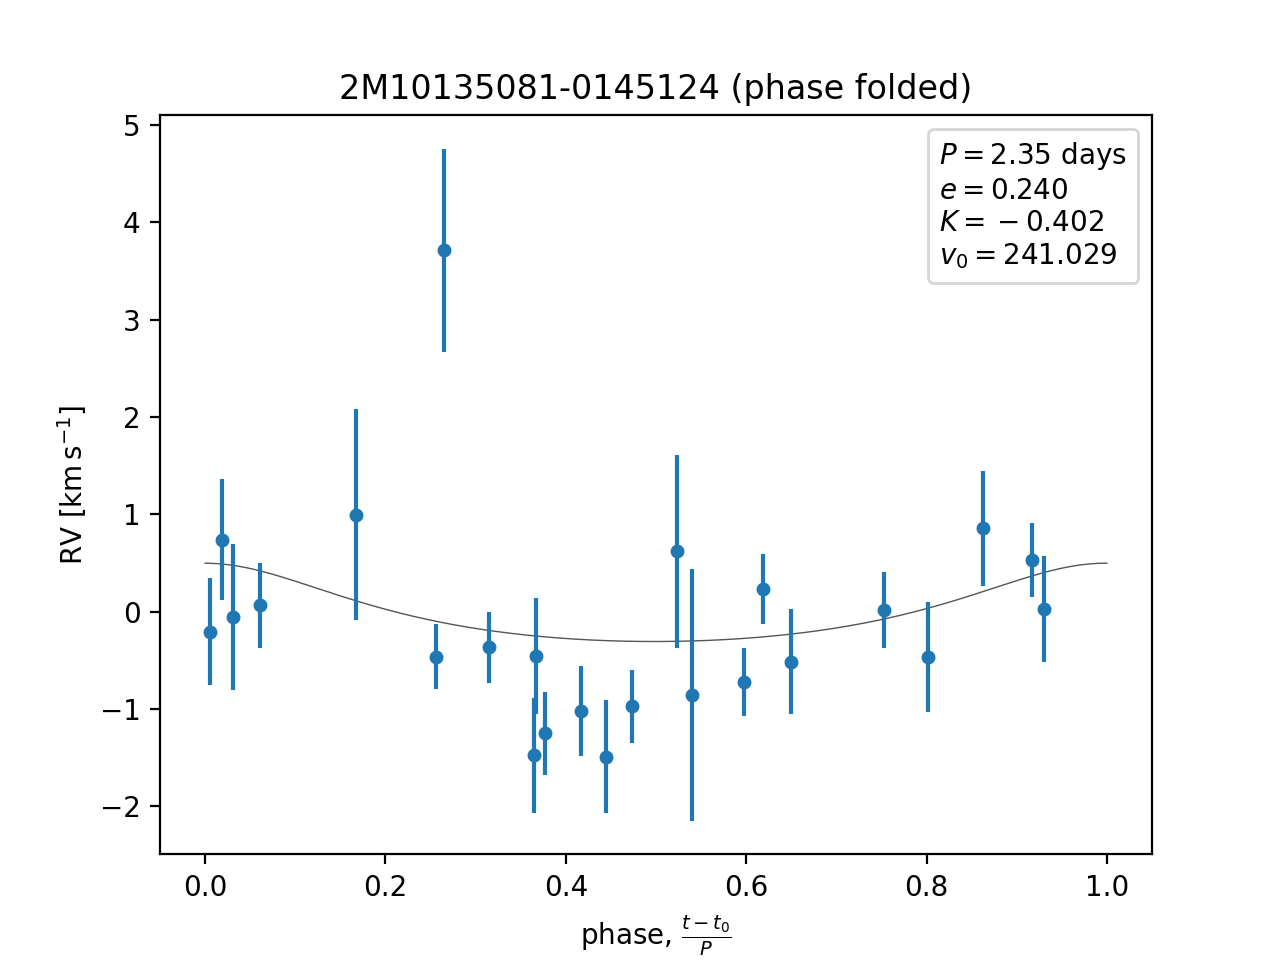 2M10135081-0145124 (phase folded)
P = 2.35 days
e = 0.240
K = −0.402
v₀ = 241.029
5
4
3
2
1
0
−1
−2
RV [km s⁻¹]
0.0 0.2 0.4 0.6 0.8 1.0
phase, (t − t₀)/P